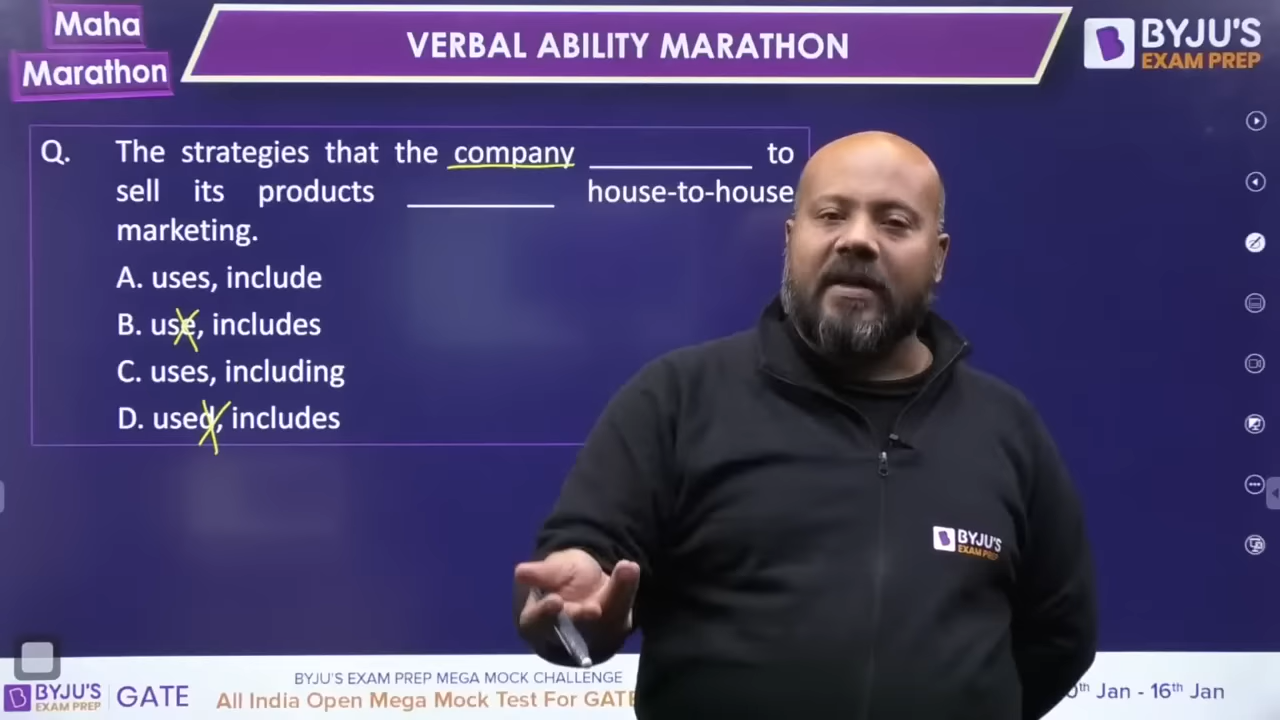 Maha
Marathon
VERBAL ABILITY MARATHON
BYJU'S
EXAM PREP
Q. The strategies that the company __________ to
sell its products _________ house-to-house
marketing.
A. uses, include
B. use, includes
C. uses, including
D. used, includes
BYJU'S
EXAM PREP
BYJU'S
EXAM PREP
GATE
BYJU'S EXAM PREP MEGA MOCK CHALLENGE
All India Open Mega Mock Test For GATE
Jan - 16th Jan